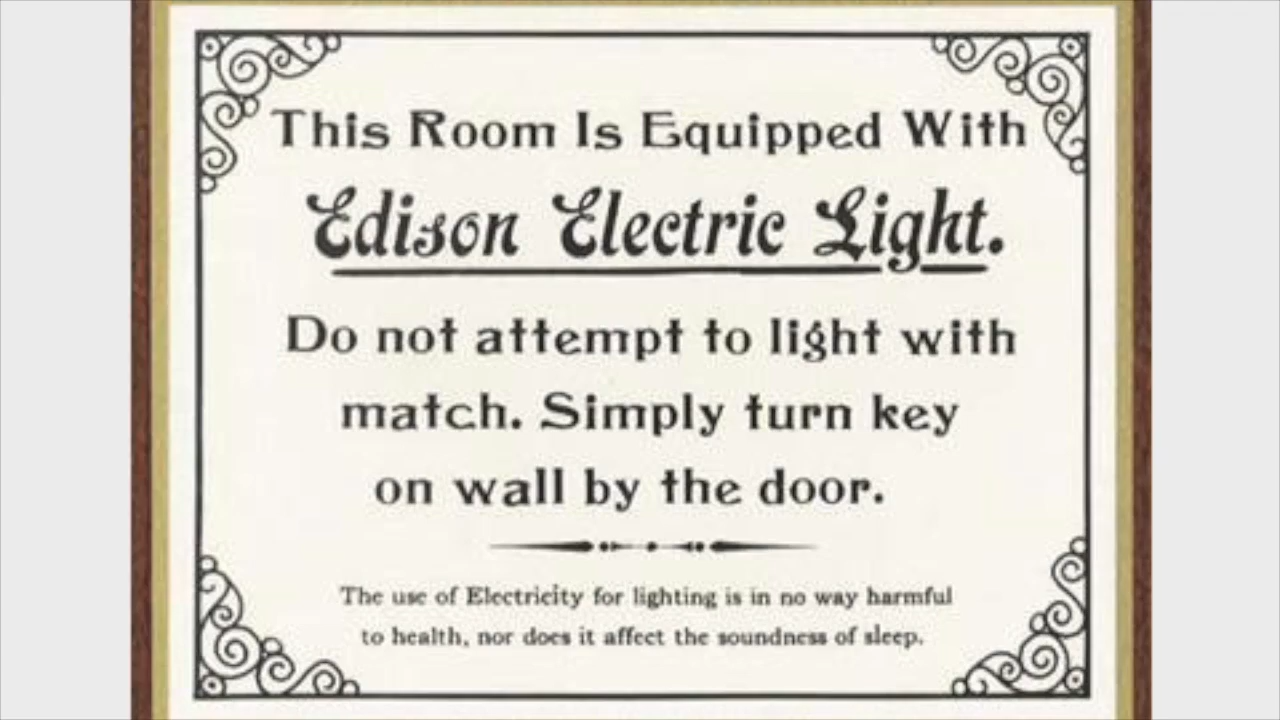 This Room Is Equipped With
Edison Electric Light.
Do not attempt to light with
match. Simply turn key
on wall by the door.
The use of Electricity for lighting is in no way harmful
to health, nor does it affect the soundness of sleep.